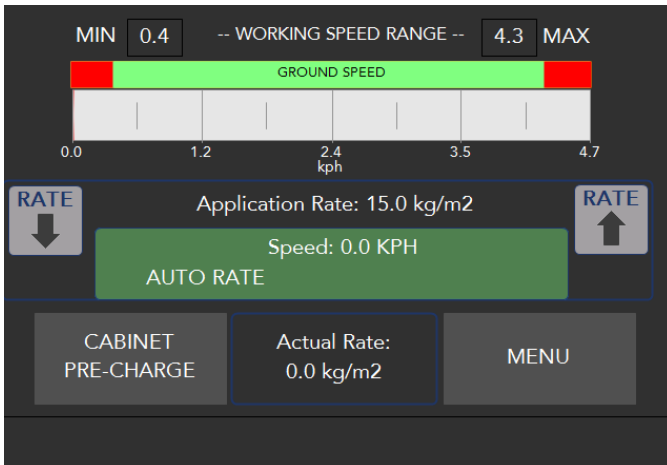 MIN 0.4 -- WORKING SPEED RANGE -- 4.3 MAX
GROUND SPEED
0.0 1.2 2.4 3.5 4.7
kph
RATE Application Rate: 15.0 kg/m2 RATE
Speed: 0.0 KPH
AUTO RATE
CABINET
PRE-CHARGE
Actual Rate:
0.0 kg/m2
MENU